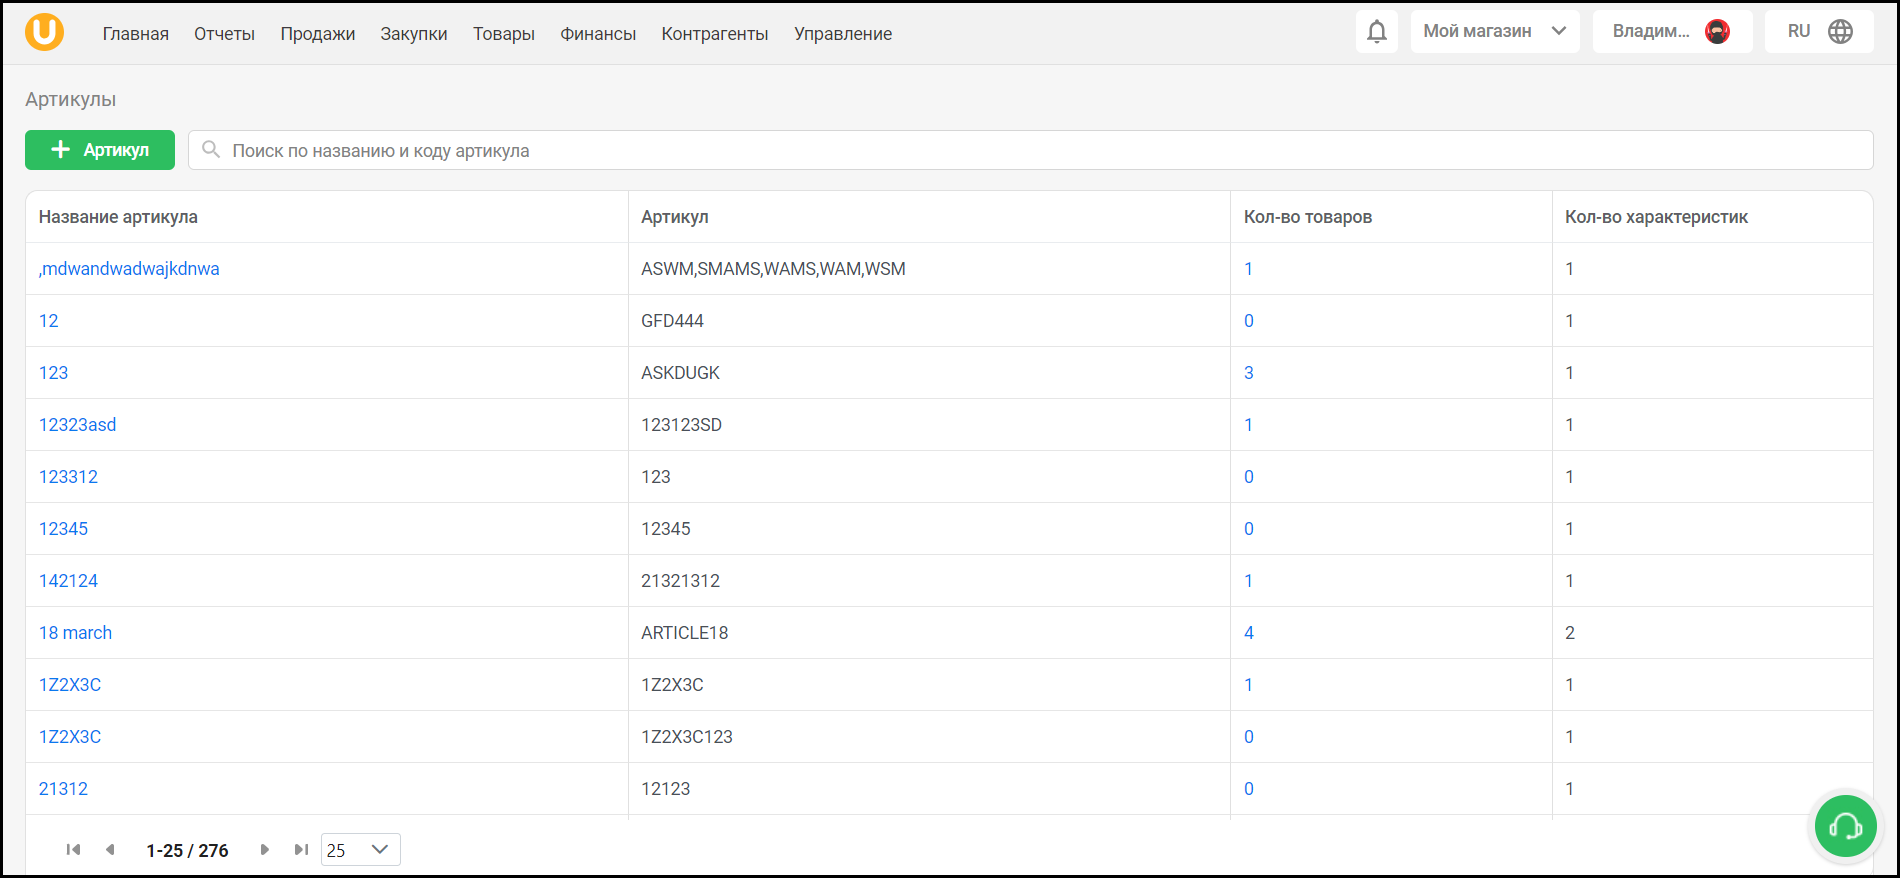 Главная Отчеты Продажи Закупки Товары Финансы Контрагенты Управление Мой магазин Владим... RU
Артикулы
+ Артикул Поиск по названию и коду артикула
Название артикула Артикул Кол-во товаров Кол-во характеристик
,mdwandwadwajkdnwa ASWM,SMAMS,WAMS,WAM,WSM 1 1
12 GFD444 0 1
123 ASKDUGK 3 1
12323asd 123123SD 1 1
123312 123 0 1
12345 12345 0 1
142124 21321312 1 1
18 march ARTICLE18 4 2
1Z2X3C 1Z2X3C 1 1
1Z2X3C 1Z2X3C123 0 1
21312 12123 0 1
1-25 / 276 25